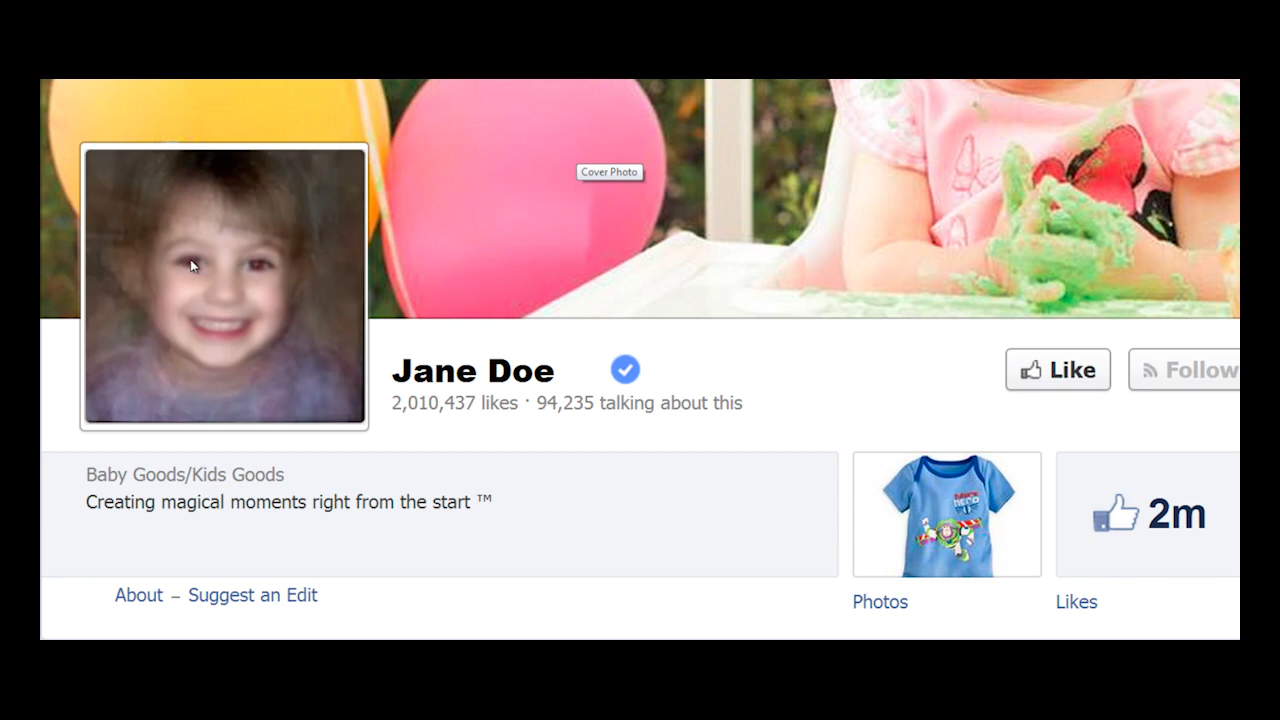 Cover Photo
Jane Doe
Like
Follow
2,010,437 likes · 94,235 talking about this
Baby Goods/Kids Goods
Creating magical moments right from the start ™
2m
About – Suggest an Edit
Photos
Likes